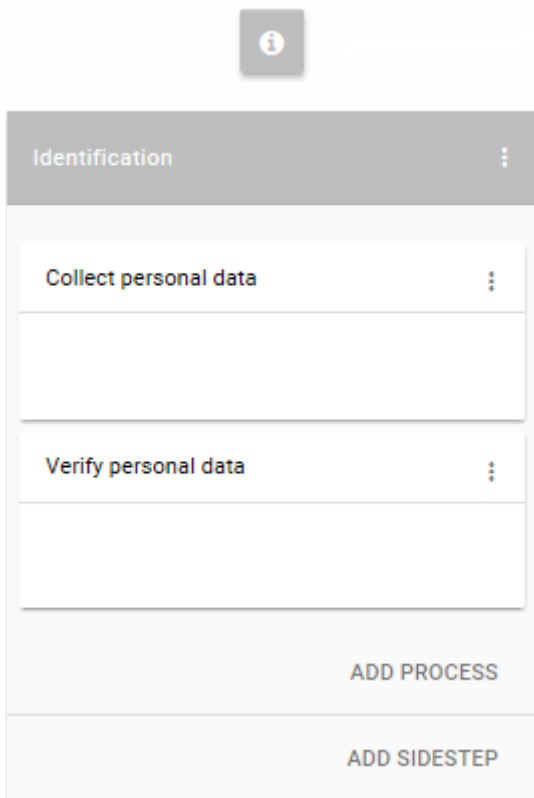 Identification
Collect personal data
Verify personal data
ADD PROCESS
ADD SIDESTEP